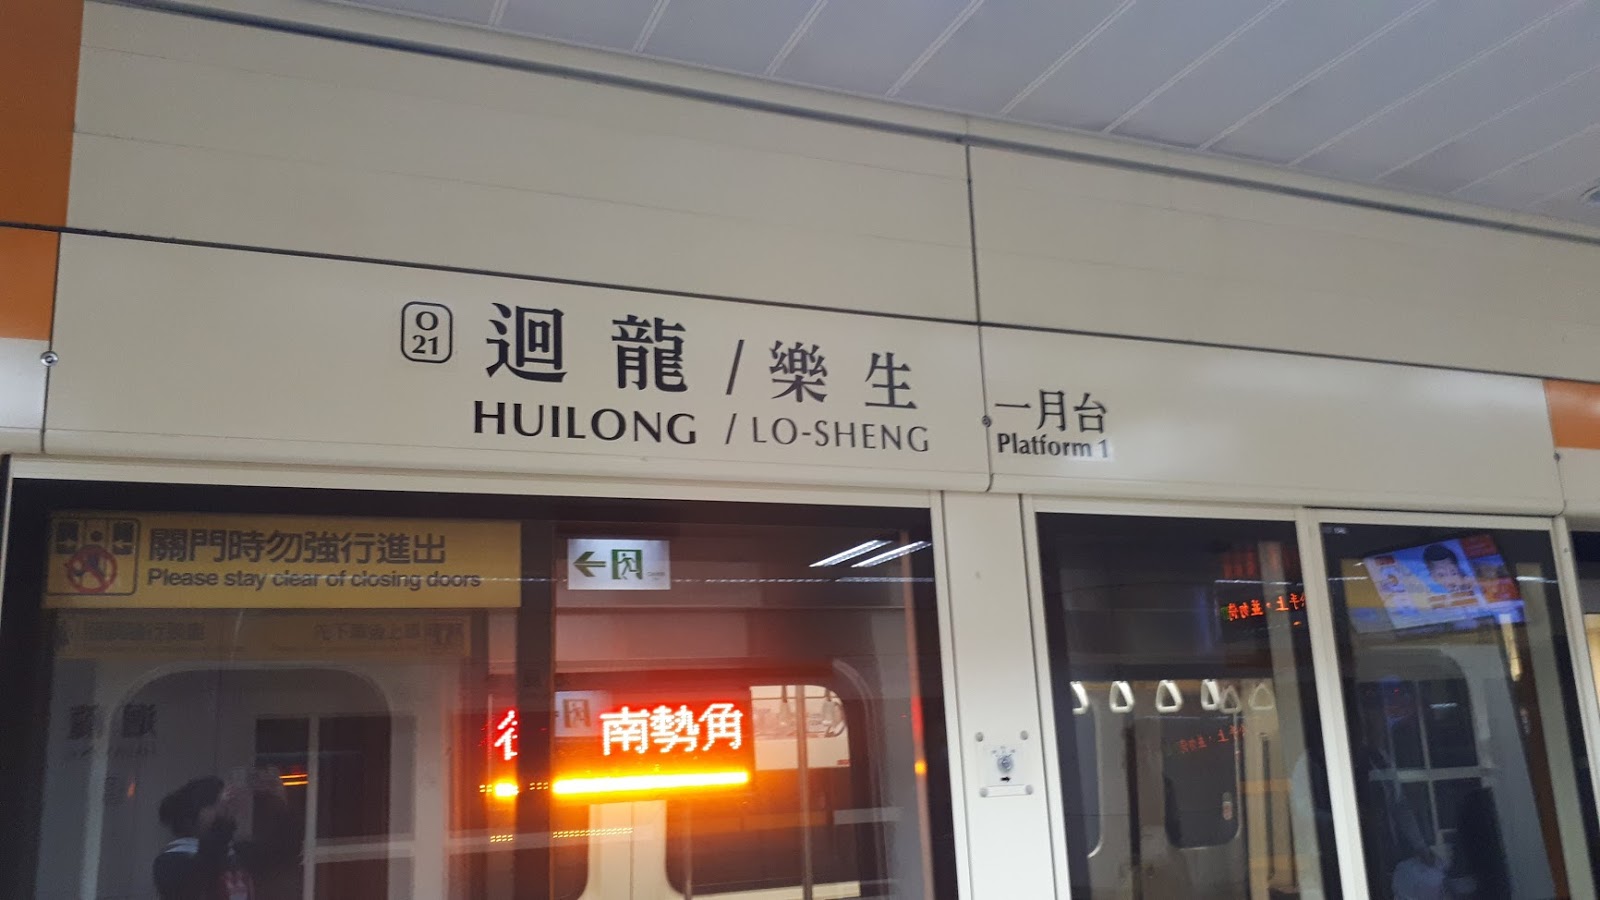 O
21
迴龍/樂生
HUILONG / LO-SHENG
一月台
Platform 1
關門時勿強行進出
Please stay clear of closing doors
往 南勢角